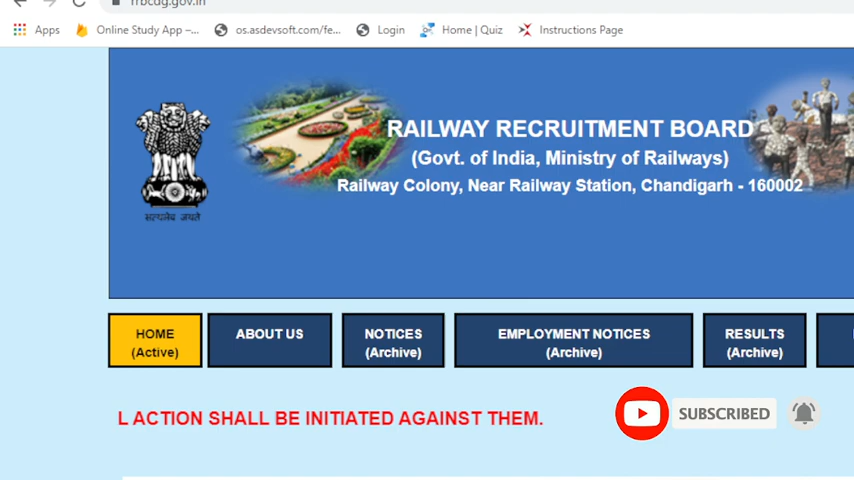 rrbcdg.gov.in
Apps
Online Study App –...
os.asdevsoft.com/fe...
Login
Home | Quiz
Instructions Page
RAILWAY RECRUITMENT BOARD
(Govt. of India, Ministry of Railways)
Railway Colony, Near Railway Station, Chandigarh - 160002
सत्यमेव जयते
HOME
(Active)
ABOUT US
NOTICES
(Archive)
EMPLOYMENT NOTICES
(Archive)
RESULTS
(Archive)
L ACTION SHALL BE INITIATED AGAINST THEM.
SUBSCRIBED